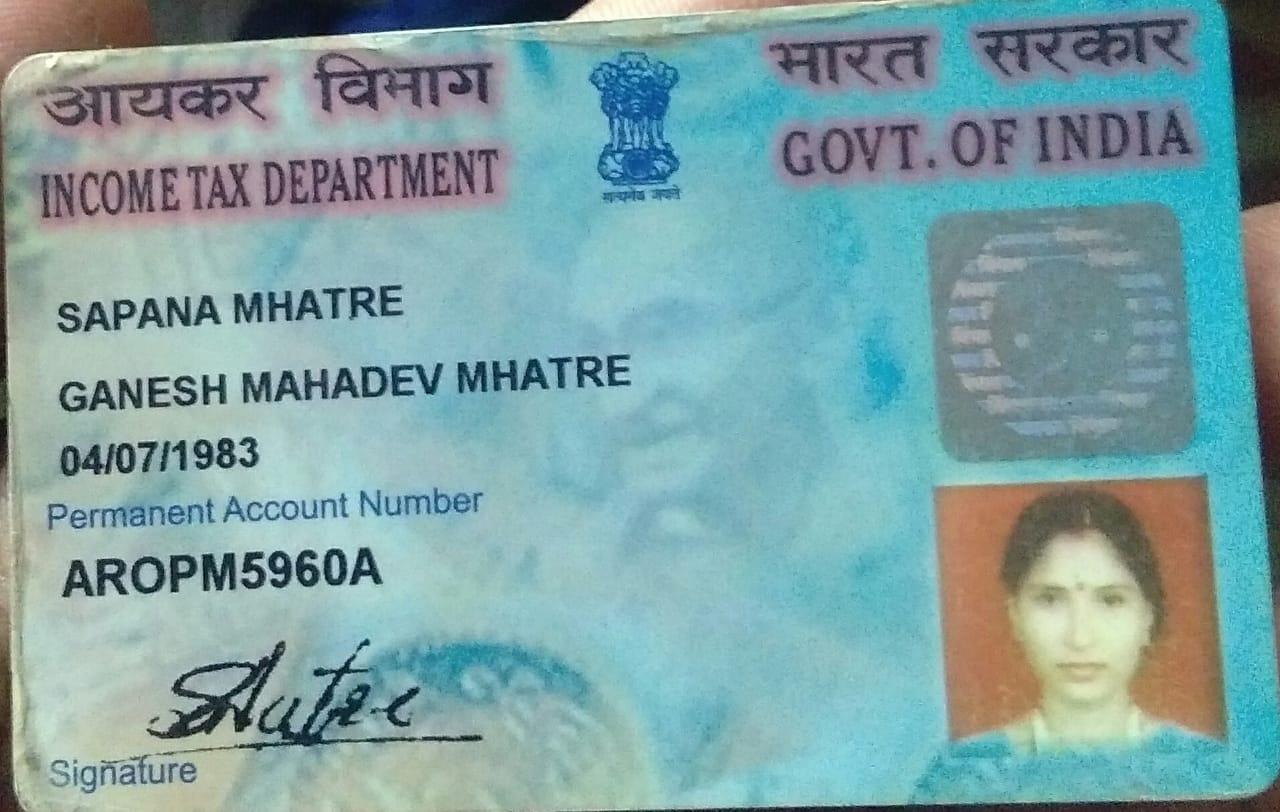 आयकर विभाग
INCOME TAX DEPARTMENT
सत्यमेव जयते
भारत सरकार
GOVT. OF INDIA
SAPANA MHATRE
GANESH MAHADEV MHATRE
04/07/1983
Permanent Account Number
AROPM5960A
SMatre
Signature